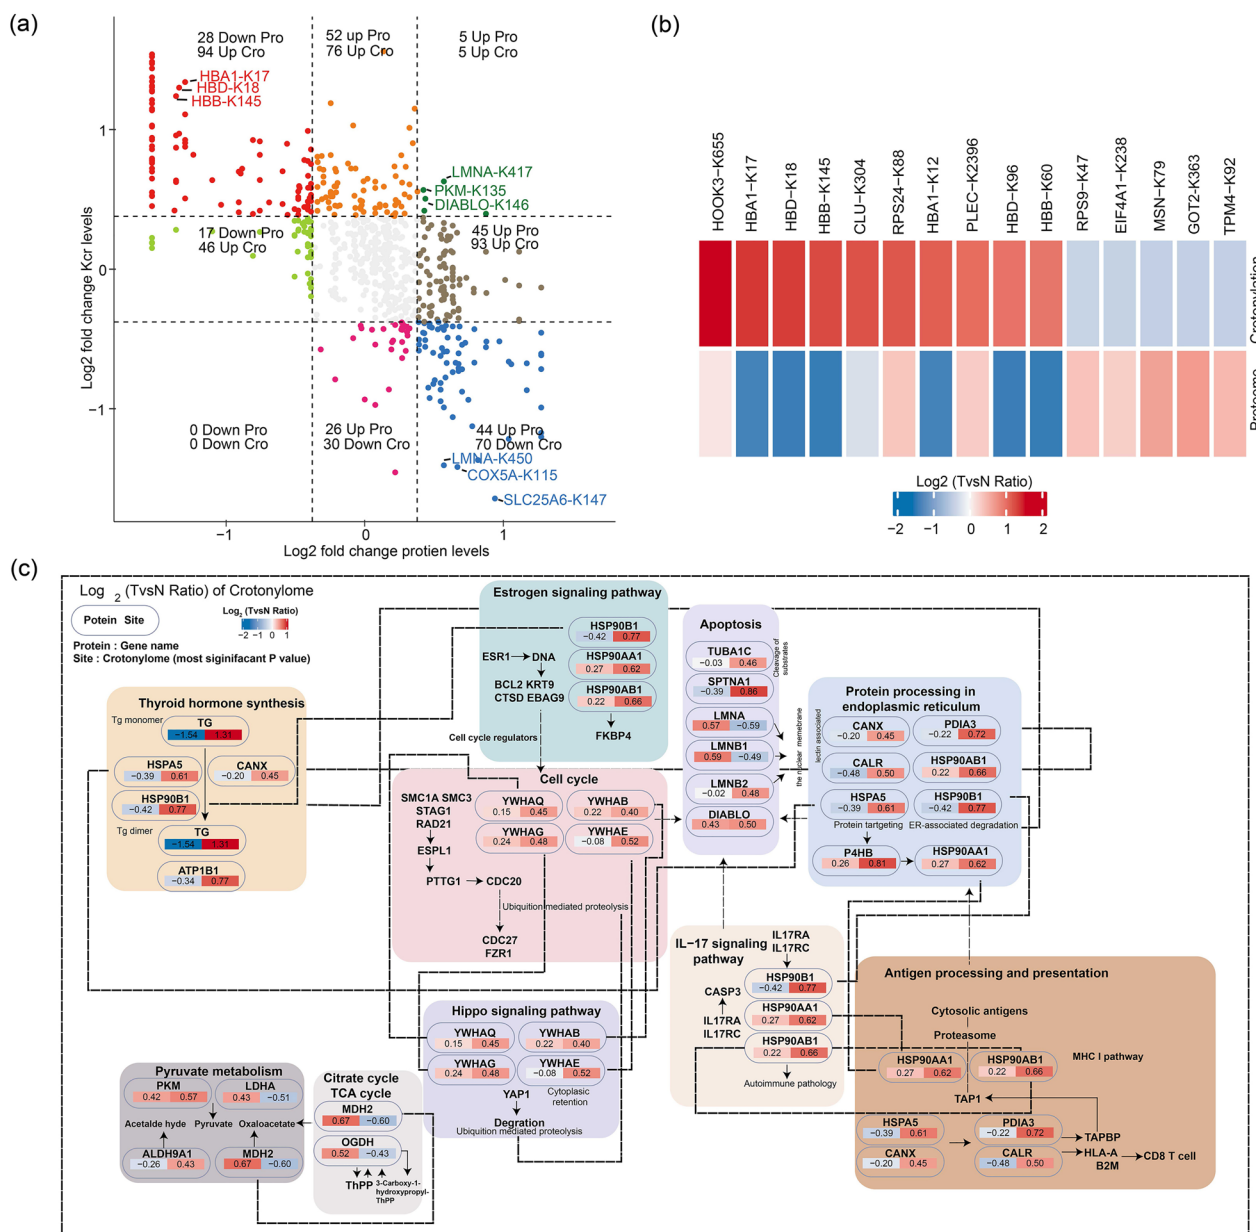 (a)
28 Down Pro
94 Up Cro
52 up Pro
76 Up Cro
5 Up Pro
5 Up Cro
HBA1-K17
HBD-K18
HBB-K145
LMNA-K417
PKM-K135
DIABLO-K146
17 Down Pro
46 Up Cro
45 Up Pro
93 Up Cro
0 Down Pro
0 Down Cro
26 Up Pro
30 Down Cro
44 Up Pro
70 Down Cro
LMNA-K450
COX5A-K115
SLC25A6-K147
1
0
−1
Log2 fold change Kcr levels
−1
0
1
Log2 fold change protien levels
(b)
HOOK3−K655
HBA1−K17
HBD−K18
HBB−K145
CLU−K304
RPS24−K88
HBA1−K12
PLEC−K2396
HBD−K96
HBB−K60
RPS9−K47
EIF4A1−K238
MSN−K79
GOT2−K363
TPM4−K92
Crotonylation
Proteome
Log2 (TvsN Ratio)
−2 −1 0 1 2
(c)
Log 2 (TvsN Ratio) of Crotonylome
Potein Site
Log2 (TvsN Ratio)
−2 −1 0 1
Protein : Gene name
Site : Crotonylome (most siginifacant P value)
Thyroid hormone synthesis
Tg monomer
TG
−1.54 1.31
HSPA5
−0.39 0.61
CANX
−0.20 0.45
HSP90B1
−0.42 0.77
Tg dimer
TG
−1.54 1.31
ATP1B1
−0.34 0.77
Estrogen signaling pathway
HSP90B1
−0.42 0.77
ESR1
DNA
HSP90AA1
0.27 0.62
BCL2 KRT9
CTSD EBAG9
HSP90AB1
0.22 0.66
FKBP4
Cell cycle regulators
Cell cycle
SMC1A SMC3
STAG1
RAD21
ESPL1
PTTG1
CDC20
YWHAQ
0.15 0.45
YWHAB
0.22 0.40
YWHAG
0.24 0.48
YWHAE
−0.08 0.52
Ubiquition mediated proteolysis
CDC27
FZR1
Apoptosis
TUBA1C
−0.03 0.46
SPTNA1
−0.39 0.86
LMNA
0.57 −0.59
LMNB1
0.59 −0.49
LMNB2
−0.02 0.48
DIABLO
0.43 0.50
Cleavage of
substrates
the nuclear memebrane
lectin associated
Protein processing in
endoplasmic reticulum
CANX
−0.20 0.45
PDIA3
−0.22 0.72
CALR
−0.48 0.50
HSP90AB1
0.22 0.66
HSPA5
−0.39 0.61
HSP90B1
−0.42 0.77
Protein targeting
ER-associated degradation
P4HB
0.26 0.81
HSP90AA1
0.27 0.62
IL−17 signaling
pathway
IL17RA
IL17RC
HSP90B1
−0.42 0.77
CASP3
HSP90AA1
0.27 0.62
IL17RA
IL17RC
HSP90AB1
0.22 0.66
Autoimmune pathology
Antigen processing and presentation
Cytosolic antigens
Proteasome
MHC I pathway
HSP90AA1
0.27 0.62
HSP90AB1
0.22 0.66
TAP1
HSPA5
−0.39 0.61
PDIA3
−0.22 0.72
TAPBP
CANX
−0.20 0.45
CALR
−0.48 0.50
HLA-A
B2M
CD8 T cell
Hippo signaling pathway
YWHAQ
0.15 0.45
YWHAB
0.22 0.40
YWHAG
0.24 0.48
YWHAE
−0.08 0.52
Cytoplasic
retention
YAP1
Degration
Ubiquition mediated proteolysis
Pyruvate metabolism
PKM
0.42 0.57
LDHA
0.43 −0.51
Acetalde hyde
Pyruvate
Oxaloacetate
ALDH9A1
−0.26 0.43
MDH2
0.67 −0.60
Citrate cycle
TCA cycle
MDH2
0.67 −0.60
OGDH
0.52 −0.43
ThPP
3-Carboxy-1-
hydroxypropyl-
ThPP